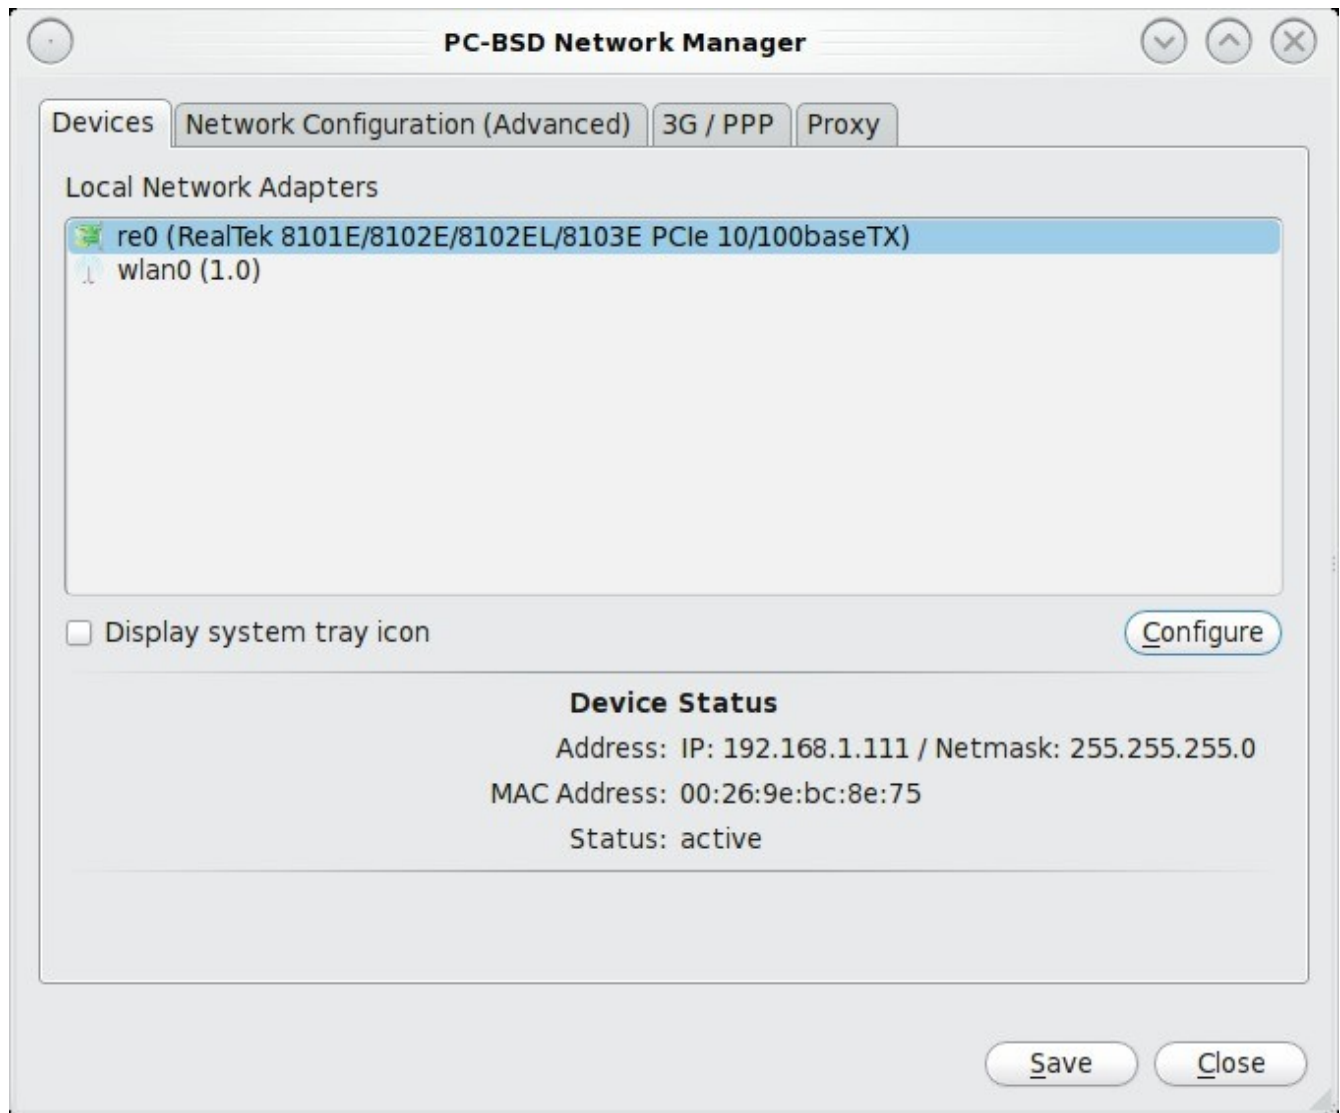 PC-BSD Network Manager
Devices
Network Configuration (Advanced)
3G / PPP
Proxy
Local Network Adapters
re0 (RealTek 8101E/8102E/8102EL/8103E PCIe 10/100baseTX)
wlan0 (1.0)
Display system tray icon
Configure
Device Status
Address: IP: 192.168.1.111 / Netmask: 255.255.255.0
MAC Address: 00:26:9e:bc:8e:75
Status: active
Save
Close